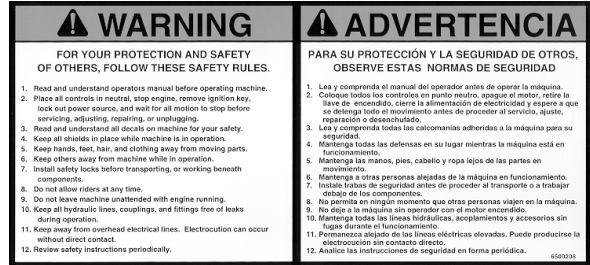 WARNING
FOR YOUR PROTECTION AND SAFETY
OF OTHERS, FOLLOW THESE SAFETY RULES.
1. Read and understand operators manual before operating machine.
2. Place all controls in neutral, stop engine, remove ignition key,
lock out power source, and wait for all motion to stop before
servicing, adjusting, repairing, or unplugging.
3. Read and understand all decals on machine for your safety.
4. Keep all shields in place while machine is in operation.
5. Keep hands, feet, hair, and clothing away from moving parts.
6. Keep others away from machine while in operation.
7. Install safety locks before transporting, or working beneath
components.
8. Do not allow riders at any time.
9. Do not leave machine unattended with engine running.
10. Keep all hydraulic lines, couplings, and fittings free of leaks
during operation.
11. Keep away from overhead electrical lines. Electrocution can occur
without direct contact.
12. Review safety instructions periodically.
ADVERTENCIA
PARA SU PROTECCIÓN Y LA SEGURIDAD DE OTROS,
OBSERVE ESTAS NORMAS DE SEGURIDAD
1. Lea y comprenda el manual del operador antes de operar la máquina.
2. Coloque todos los controles en punto neutro, apague el motor, retire la
llave de encendido, cierre la alimentación de electricidad y espere a que
se detenga todo el movimiento antes de proceder al servicio, ajuste,
reparación o desenchufado.
3. Lea y comprenda todas las calcomanías adheridas a la máquina para su
seguridad.
4. Mantenga todas las defensas en su lugar mientras la máquina está en
funcionamiento.
5. Mantenga las manos, pies, cabello y ropa lejos de las partes en
movimiento.
6. Mantenga a otras personas alejadas de la máquina en funcionamiento.
7. Instale trabas de seguridad antes de proceder al transporte o a trabajar
debajo de los componentes.
8. No permita en ningún momento que otras personas viajen en la máquina.
9. No deje a la máquina sin operador con el motor encendido.
10. Mantenga todas las líneas hidráulicas, acoplamientos y accesorios sin
fugas durante el funcionamiento.
11. Permanezca alejado de las líneas eléctricas elevadas. Puede producirse la
electrocución sin contacto directo.
12. Analice las instrucciones de seguridad en forma periódica.
6500208